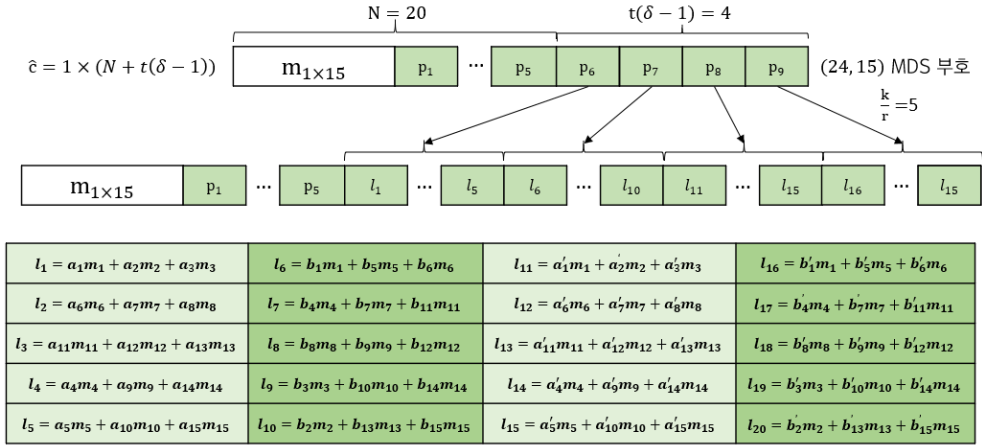 N = 20 t(δ − 1) = 4
ĉ = 1 × (N + t(δ − 1)) m₁ₓ₁₅ p₁ ··· p₅ p₆ p₇ p₈ p₉ (24, 15) MDS 부호
k/r =5
m₁ₓ₁₅ p₁ ··· p₅ l₁ ··· l₅ l₆ ··· l₁₀ l₁₁ ··· l₁₅ l₁₆ ··· l₁₅
l₁ = a₁m₁ + a₂m₂ + a₃m₃ l₆ = b₁m₁ + b₅m₅ + b₆m₆ l₁₁ = a′₁m₁ + a′₂m₂ + a′₃m₃ l₁₆ = b′₁m₁ + b′₅m₅ + b′₆m₆
l₂ = a₆m₆ + a₇m₇ + a₈m₈ l₇ = b₄m₄ + b₇m₇ + b₁₁m₁₁ l₁₂ = a′₆m₆ + a′₇m₇ + a′₈m₈ l₁₇ = b′₄m₄ + b′₇m₇ + b′₁₁m₁₁
l₃ = a₁₁m₁₁ + a₁₂m₁₂ + a₁₃m₁₃ l₈ = b₈m₈ + b₉m₉ + b₁₂m₁₂ l₁₃ = a′₁₁m₁₁ + a′₁₂m₁₂ + a′₁₃m₁₃ l₁₈ = b′₈m₈ + b′₉m₉ + b′₁₂m₁₂
l₄ = a₄m₄ + a₉m₉ + a₁₄m₁₄ l₉ = b₃m₃ + b₁₀m₁₀ + b₁₄m₁₄ l₁₄ = a′₄m₄ + a′₉m₉ + a′₁₄m₁₄ l₁₉ = b′₃m₃ + b′₁₀m₁₀ + b′₁₄m₁₄
l₅ = a₅m₅ + a₁₀m₁₀ + a₁₅m₁₅ l₁₀ = b₂m₂ + b₁₃m₁₃ + b₁₅m₁₅ l₁₅ = a′₅m₅ + a′₁₀m₁₀ + a′₁₅m₁₅ l₂₀ = b′₂m₂ + b′₁₃m₁₃ + b′₁₅m₁₅